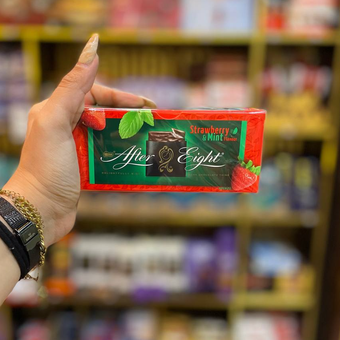 Strawberry
& Mint
After Eight